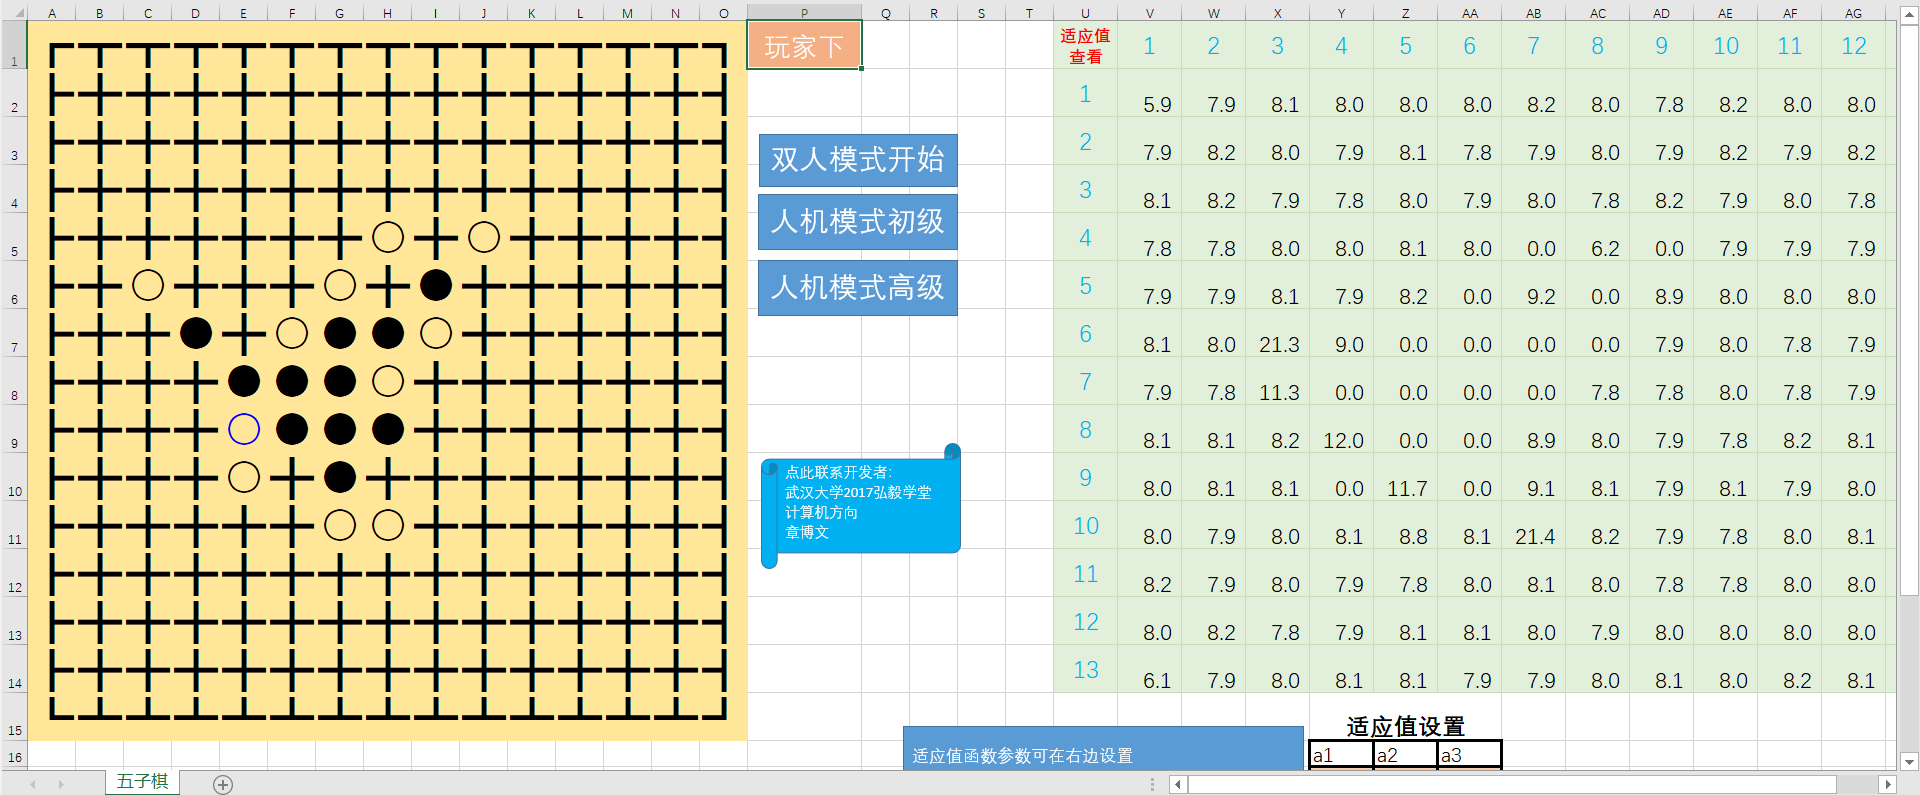 A B C D E F G H I J K L M N O P Q R S T U V W X Y Z AA AB AC AD AE AF AG
1 玩家下 适应值 1 2 3 4 5 6 7 8 9 10 11 12
查看
2 1 5.9 7.9 8.1 8.0 8.0 8.0 8.2 8.0 7.8 8.2 8.0 8.0
3 双人模式开始 2 7.9 8.2 8.0 7.9 8.1 7.8 7.9 8.0 7.9 8.2 7.9 8.2
4 人机模式初级 3 8.1 8.2 7.9 7.8 8.0 7.9 8.0 7.8 8.2 7.9 8.0 7.8
5 4 7.8 7.8 8.0 8.0 8.1 8.0 0.0 6.2 0.0 7.9 7.9 7.9
6 人机模式高级 5 7.9 7.9 8.1 7.9 8.2 0.0 9.2 0.0 8.9 8.0 8.0 8.0
7 6 8.1 8.0 21.3 9.0 0.0 0.0 0.0 0.0 7.9 8.0 7.8 7.9
8 7 7.9 7.8 11.3 0.0 0.0 0.0 0.0 7.8 7.8 8.0 7.8 7.9
9 8 8.1 8.1 8.2 12.0 0.0 0.0 8.9 8.0 7.9 7.8 8.2 8.1
10 9 8.0 8.1 8.1 0.0 11.7 0.0 9.1 8.1 7.9 8.1 7.9 8.0
点此联系开发者：
武汉大学2017弘毅学堂
计算机方向
章博文
11 10 8.0 7.9 8.0 8.1 8.8 8.1 21.4 8.2 7.9 7.8 8.0 8.1
12 11 8.2 7.9 8.0 7.9 7.8 8.0 8.1 8.0 7.8 7.8 8.0 8.0
13 12 8.0 8.2 7.8 7.9 8.1 8.1 8.0 7.9 8.0 8.0 8.0 8.0
14 13 6.1 7.9 8.0 8.1 8.1 7.9 7.9 8.0 8.1 8.0 8.2 8.1
15 适应值设置
16 适应值函数参数可在右边设置 a1 a2 a3
五子棋